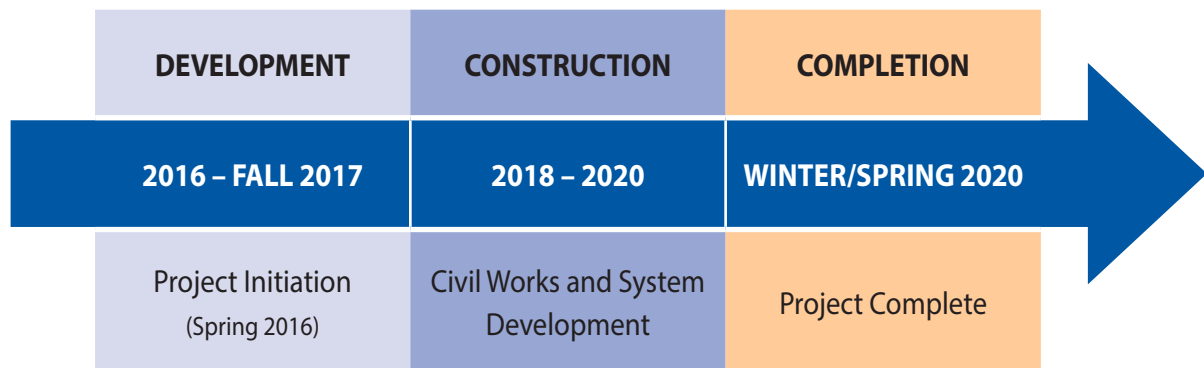 DEVELOPMENT
CONSTRUCTION
COMPLETION
2016 – FALL 2017
2018 – 2020
WINTER/SPRING 2020
Project Initiation
(Spring 2016)
Civil Works and System
Development
Project Complete